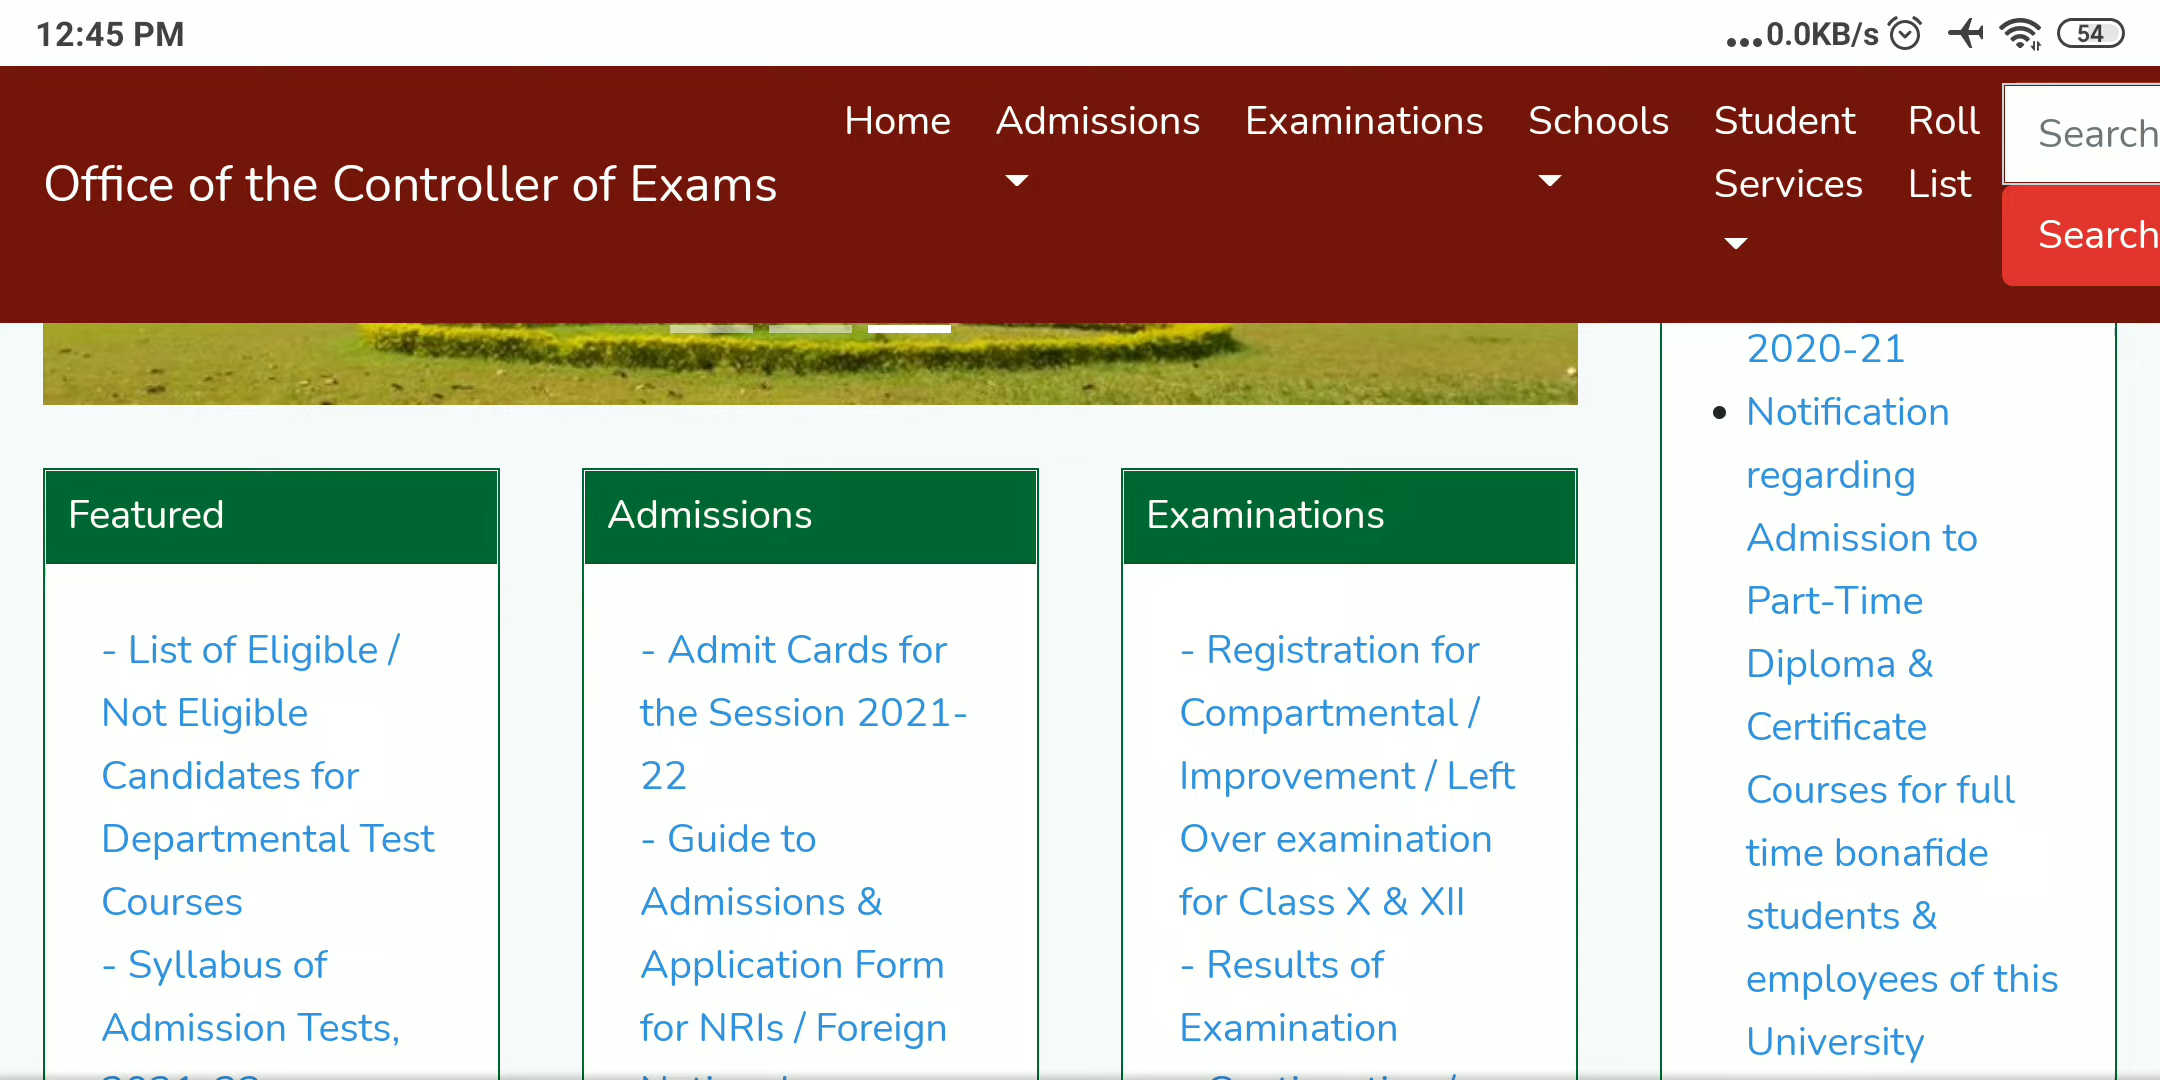 12:45 PM
...0.0KB/s
54
Office of the Controller of Exams
Home
Admissions
Examinations
Schools
Student
Services
Roll
List
Search
Search
Featured
- List of Eligible /
Not Eligible
Candidates for
Departmental Test
Courses
- Syllabus of
Admission Tests,
Admissions
- Admit Cards for
the Session 2021-
22
- Guide to
Admissions &
Application Form
for NRIs / Foreign
Examinations
- Registration for
Compartmental /
Improvement / Left
Over examination
for Class X & XII
- Results of
Examination
2020-21
• Notification
regarding
Admission to
Part-Time
Diploma &
Certificate
Courses for full
time bonafide
students &
employees of this
University